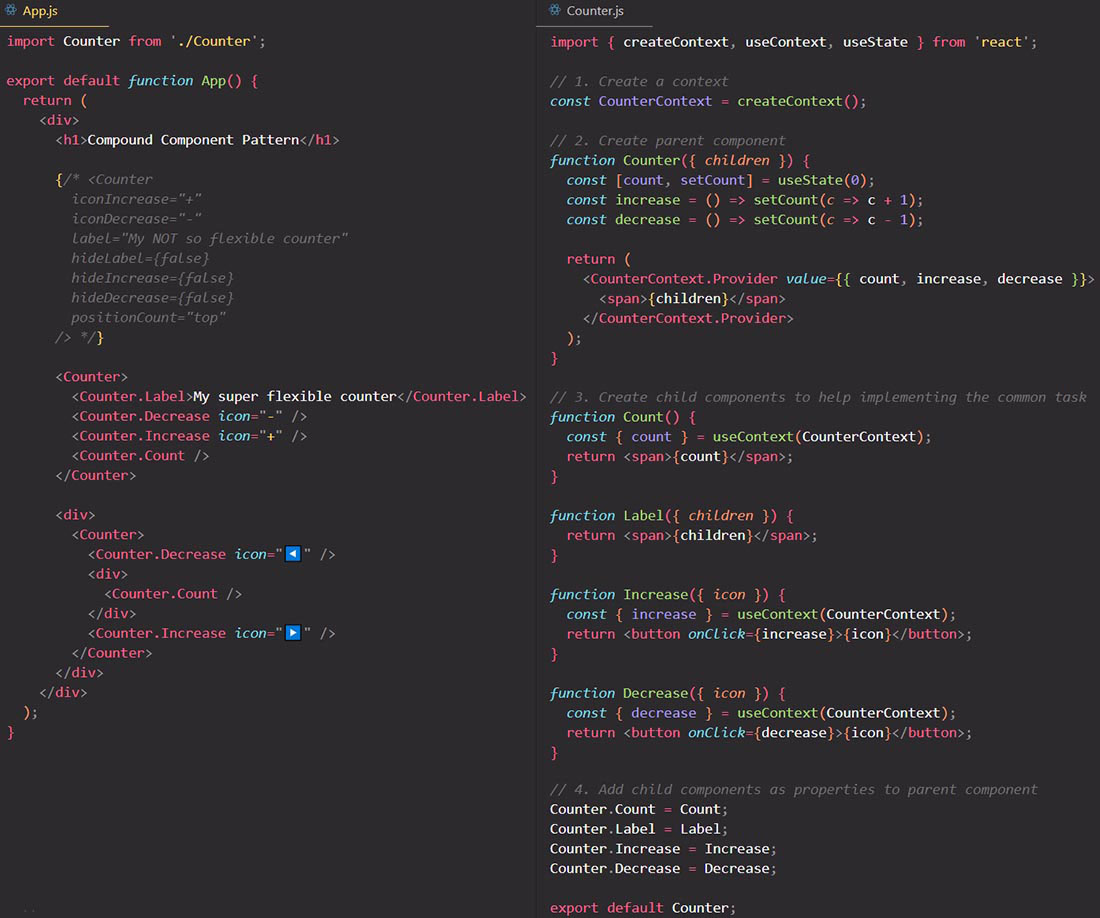 App.js
import Counter from './Counter';
export default function App() {
  return (
    <div>
      <h1>Compound Component Pattern</h1>
      {/* <Counter
        iconIncrease="+"
        iconDecrease="-"
        label="My NOT so flexible counter"
        hideLabel={false}
        hideIncrease={false}
        hideDecrease={false}
        positionCount="top"
      /> */}
      <Counter>
        <Counter.Label>My super flexible counter</Counter.Label>
        <Counter.Decrease icon="-" />
        <Counter.Increase icon="+" />
        <Counter.Count />
      </Counter>
      <div>
        <Counter>
          <Counter.Decrease icon="◀️" />
          <div>
            <Counter.Count />
          </div>
          <Counter.Increase icon="▶️" />
        </Counter>
      </div>
    </div>
  );
}
Counter.js
import { createContext, useContext, useState } from 'react';
// 1. Create a context
const CounterContext = createContext();
// 2. Create parent component
function Counter({ children }) {
  const [count, setCount] = useState(0);
  const increase = () => setCount(c => c + 1);
  const decrease = () => setCount(c => c - 1);
  return (
    <CounterContext.Provider value={{ count, increase, decrease }}>
      <span>{children}</span>
    </CounterContext.Provider>
  );
}
// 3. Create child components to help implementing the common task
function Count() {
  const { count } = useContext(CounterContext);
  return <span>{count}</span>;
}
function Label({ children }) {
  return <span>{children}</span>;
}
function Increase({ icon }) {
  const { increase } = useContext(CounterContext);
  return <button onClick={increase}>{icon}</button>;
}
function Decrease({ icon }) {
  const { decrease } = useContext(CounterContext);
  return <button onClick={decrease}>{icon}</button>;
}
// 4. Add child components as properties to parent component
Counter.Count = Count;
Counter.Label = Label;
Counter.Increase = Increase;
Counter.Decrease = Decrease;
export default Counter;